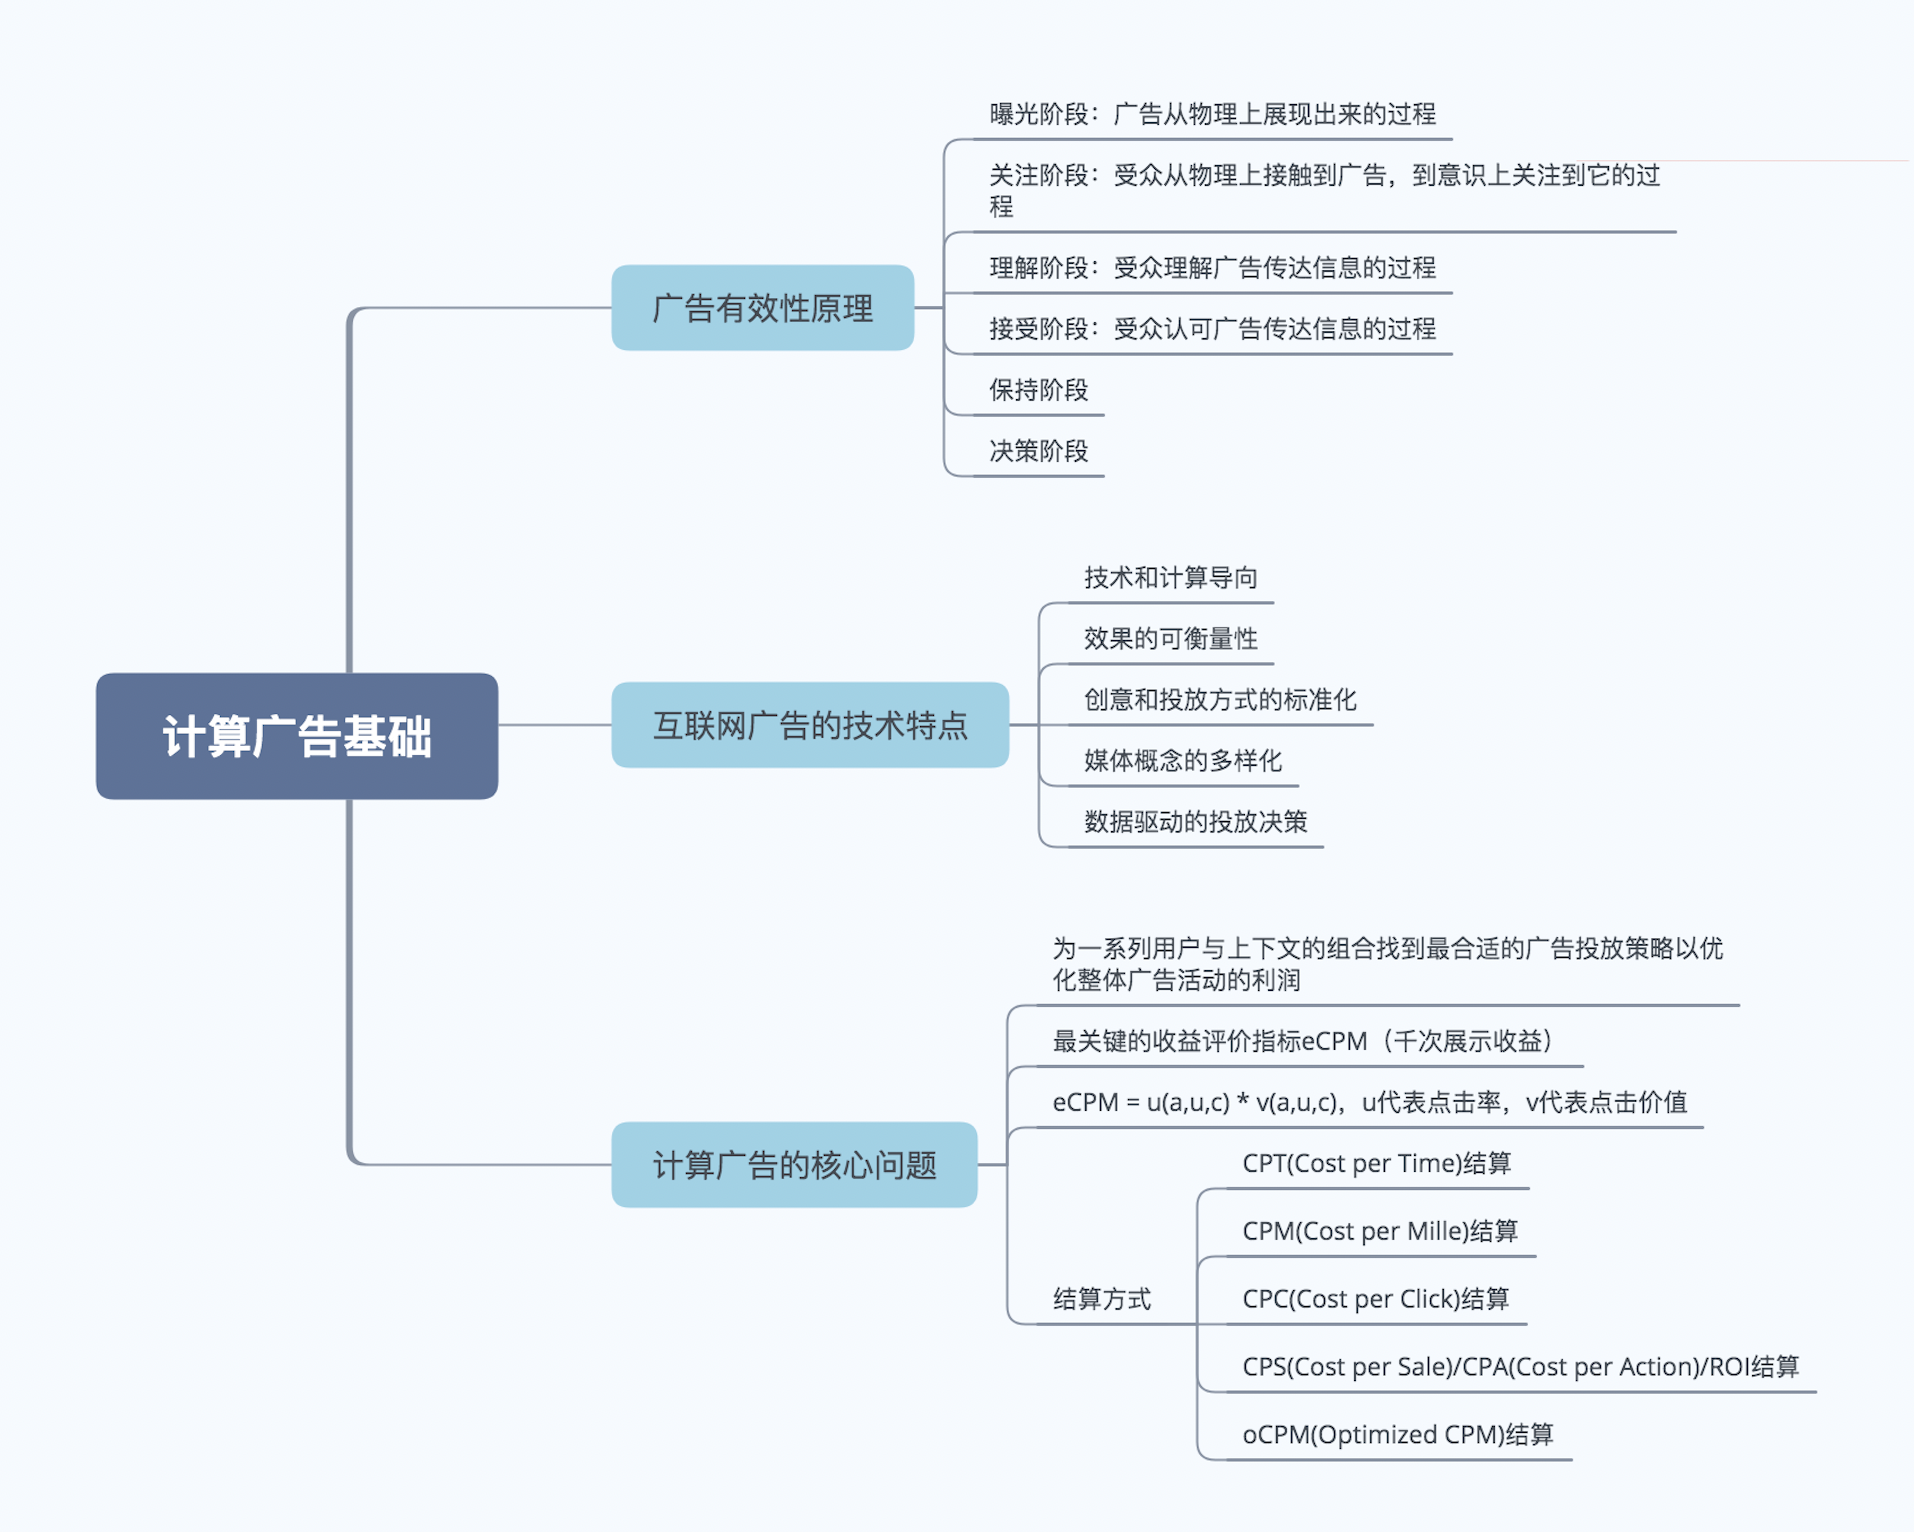 计算广告基础
广告有效性原理
曝光阶段：广告从物理上展现出来的过程
关注阶段：受众从物理上接触到广告，到意识上关注到它的过
程
理解阶段：受众理解广告传达信息的过程
接受阶段：受众认可广告传达信息的过程
保持阶段
决策阶段
互联网广告的技术特点
技术和计算导向
效果的可衡量性
创意和投放方式的标准化
媒体概念的多样化
数据驱动的投放决策
计算广告的核心问题
为一系列用户与上下文的组合找到最合适的广告投放策略以优
化整体广告活动的利润
最关键的收益评价指标eCPM（千次展示收益）
eCPM = u(a,u,c) * v(a,u,c)，u代表点击率，v代表点击价值
结算方式
CPT(Cost per Time)结算
CPM(Cost per Mille)结算
CPC(Cost per Click)结算
CPS(Cost per Sale)/CPA(Cost per Action)/ROI结算
oCPM(Optimized CPM)结算